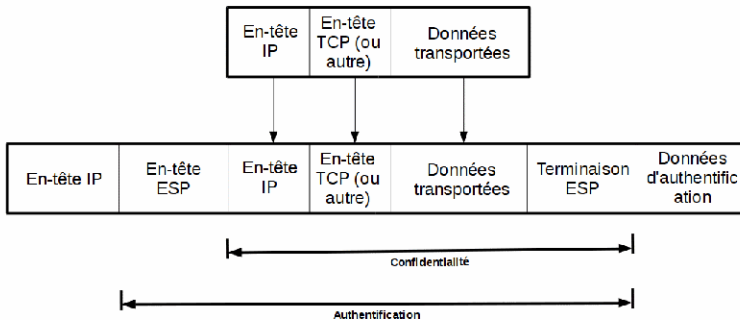 En-tête
IP
En-tête
TCP (ou
autre)
Données
transportées
En-tête IP
En-tête
ESP
En-tête
IP
En-tête
TCP (ou
autre)
Données
transportées
Terminaison
ESP
Données
d'authentific
ation
Confidentialité
Authentification